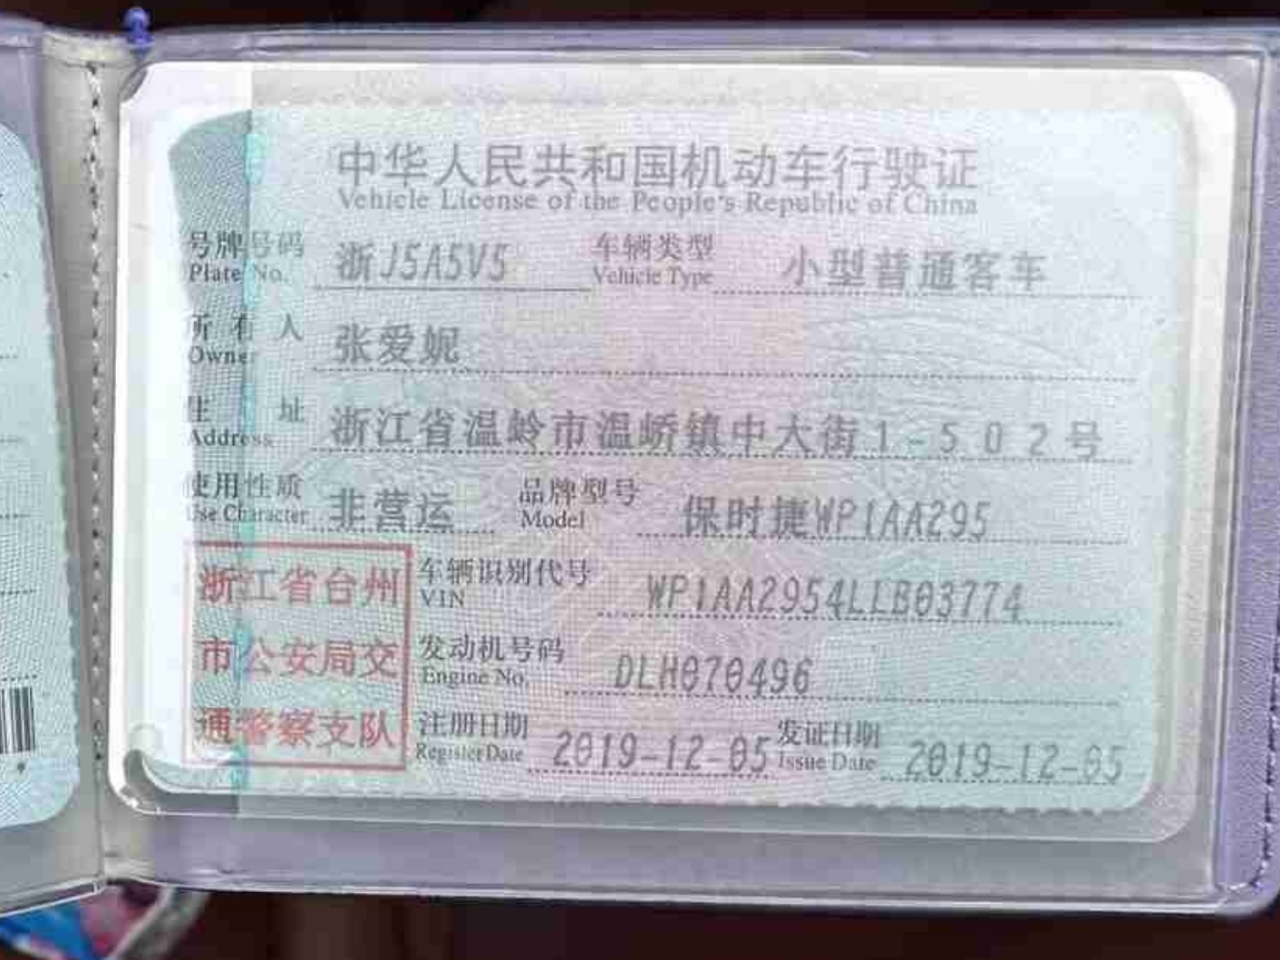 中华人民共和国机动车行驶证
Vehicle License of the People's Republic of China
号牌号码 浙J5A5V5 车辆类型 小型普通客车
Plate No. Vehicle Type
所有人 张爱妮
Owner
住址 浙江省温岭市温峤镇中大街1-502号
Address
使用性质 非营运 品牌型号 保时捷WP1AA295
Use Character Model
浙江省台州
市公安局交
通警察支队
车辆识别代号 WP1AA2954LLB03774
VIN
发动机号码 DLH070496
Engine No.
注册日期 2019-12-05 发证日期 2019-12-05
Register Date Issue Date